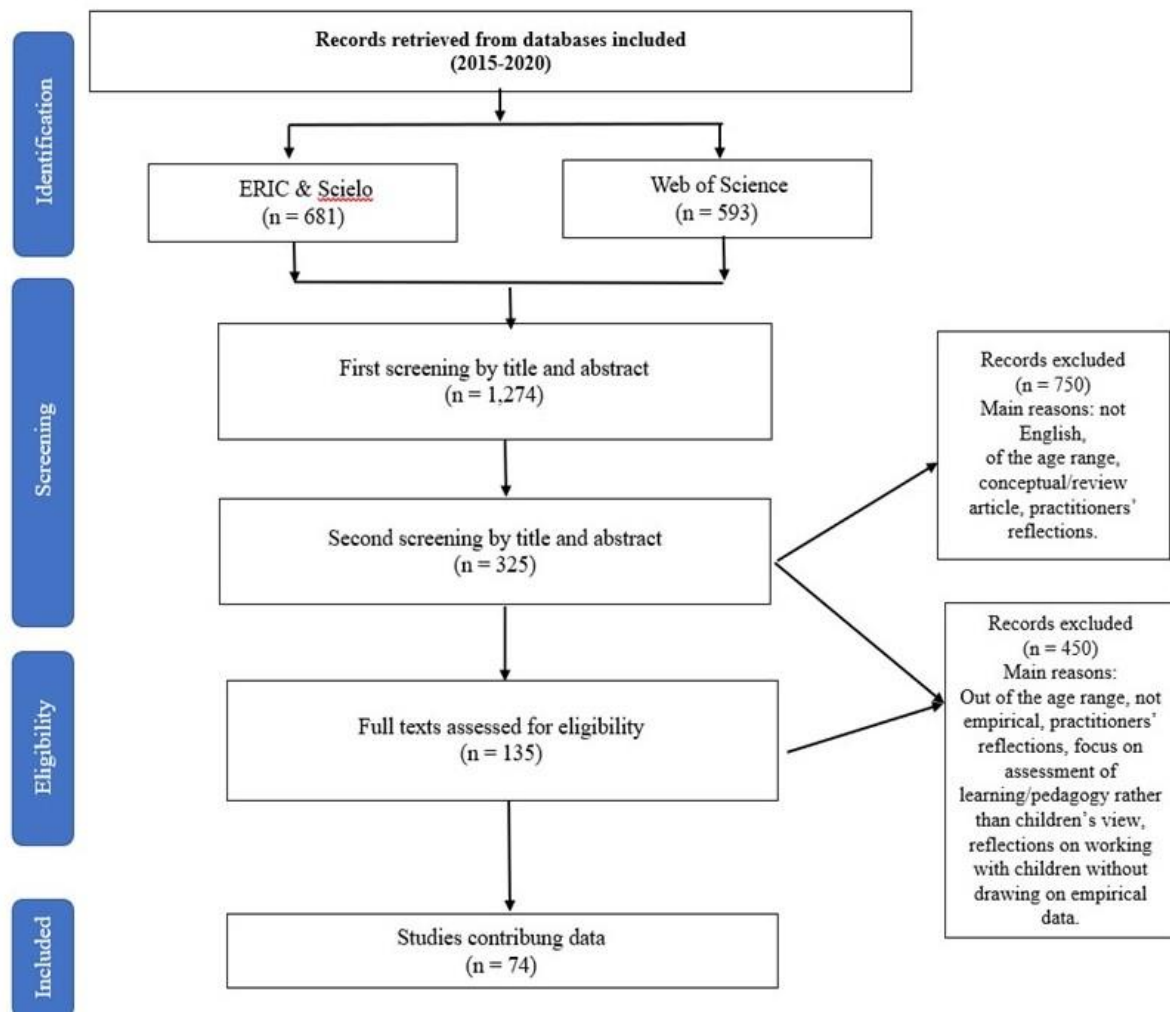 Identification
Records retrieved from databases included
(2015-2020)
ERIC & Scielo
(n = 681)
Web of Science
(n = 593)
Screening
First screening by title and abstract
(n = 1,274)
Second screening by title and abstract
(n = 325)
Records excluded
(n = 750)
Main reasons: not
English,
of the age range,
conceptual/review
article, practitioners’
reflections.
Eligibility
Full texts assessed for eligibility
(n = 135)
Records excluded
(n = 450)
Main reasons:
Out of the age range, not
empirical, practitioners’
reflections, focus on
assessment of
learning/pedagogy rather
than children’s view,
reflections on working
with children without
drawing on empirical
data.
Included
Studies contribung data
(n = 74)